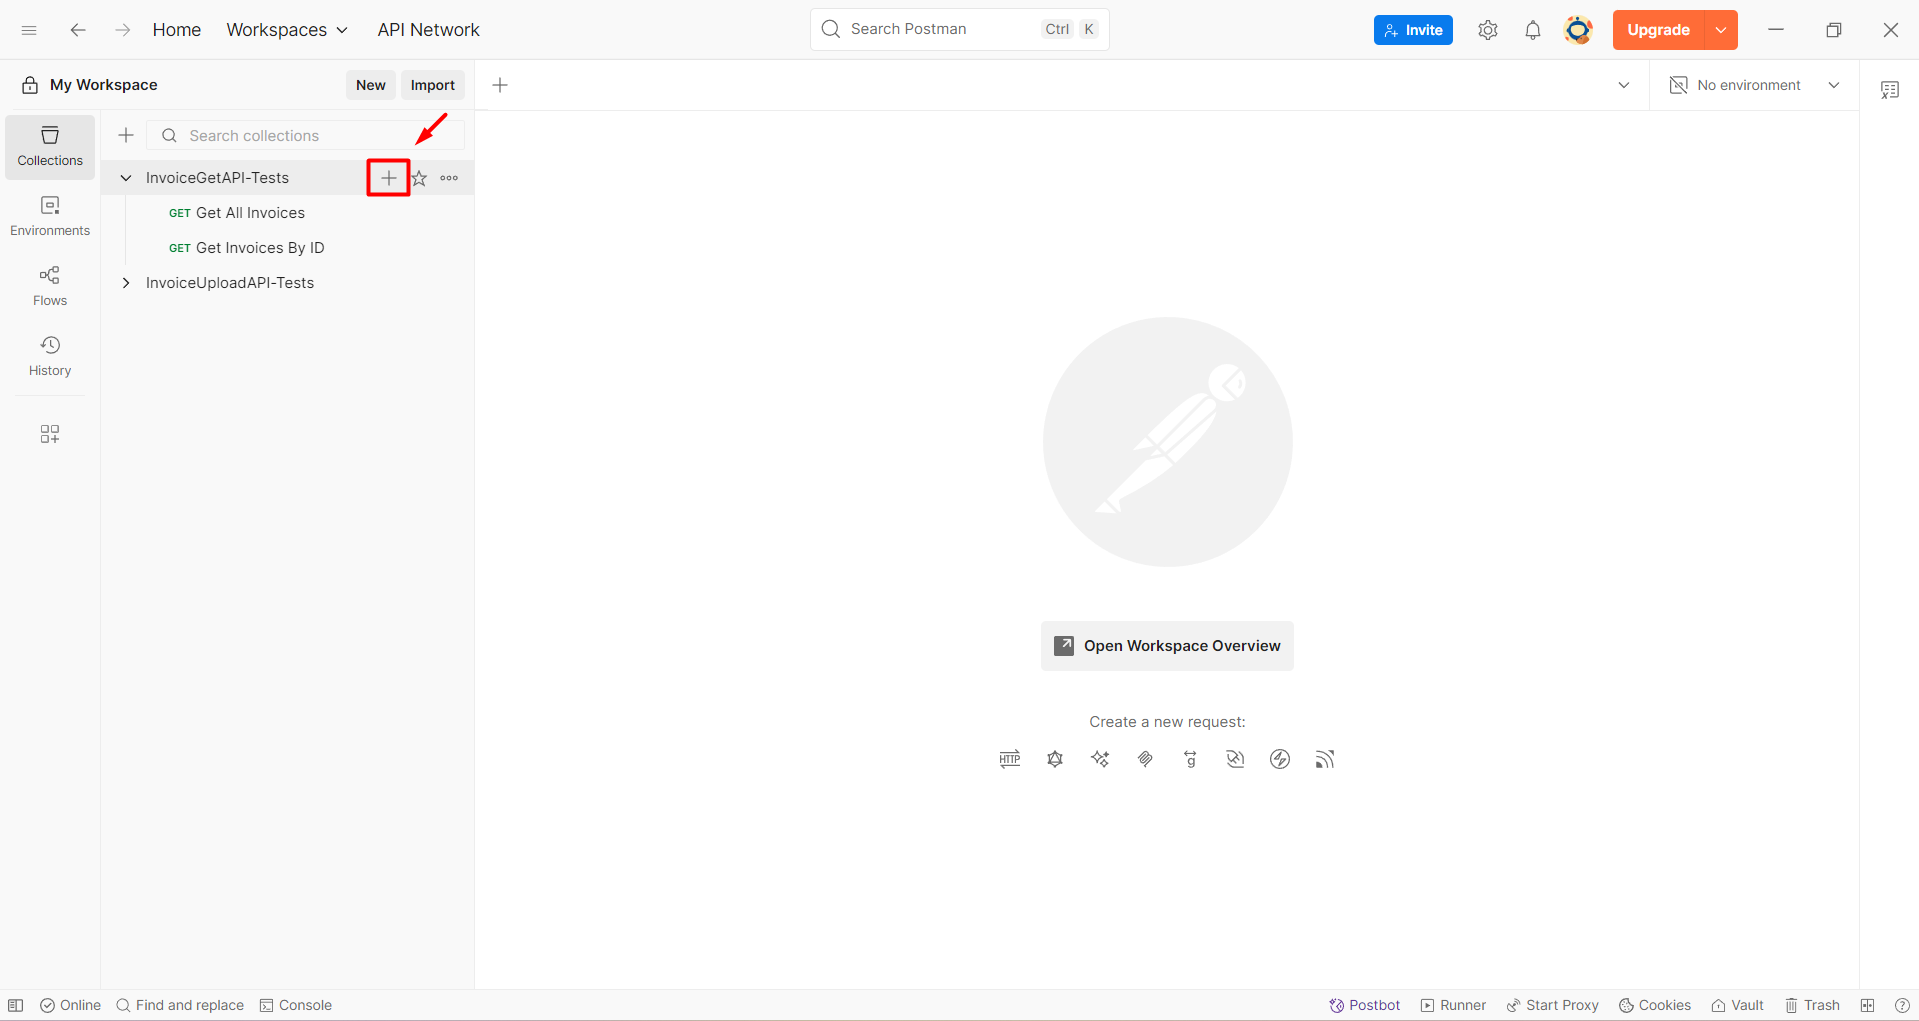 Home Workspaces API Network
Search Postman Ctrl K
Invite
Upgrade
My Workspace
New Import
No environment
Search collections
Collections
Environments
Flows
History
InvoiceGetAPI-Tests
GET Get All Invoices
GET Get Invoices By ID
InvoiceUploadAPI-Tests
Open Workspace Overview
Create a new request:
HTTP
g
Online Find and replace Console
Postbot Runner Start Proxy Cookies Vault Trash